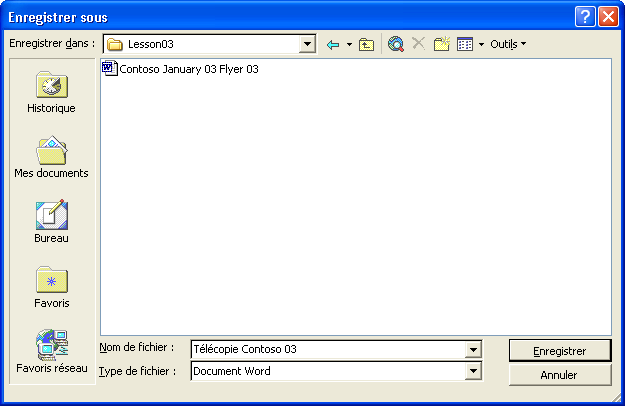 Enregistrer sous
Enregistrer dans : Lesson03 Outils
Contoso January 03 Flyer 03
Historique
Mes documents
Bureau
Favoris
Favoris réseau
Nom de fichier : Télécopie Contoso 03 Enregistrer
Type de fichier : Document Word Annuler